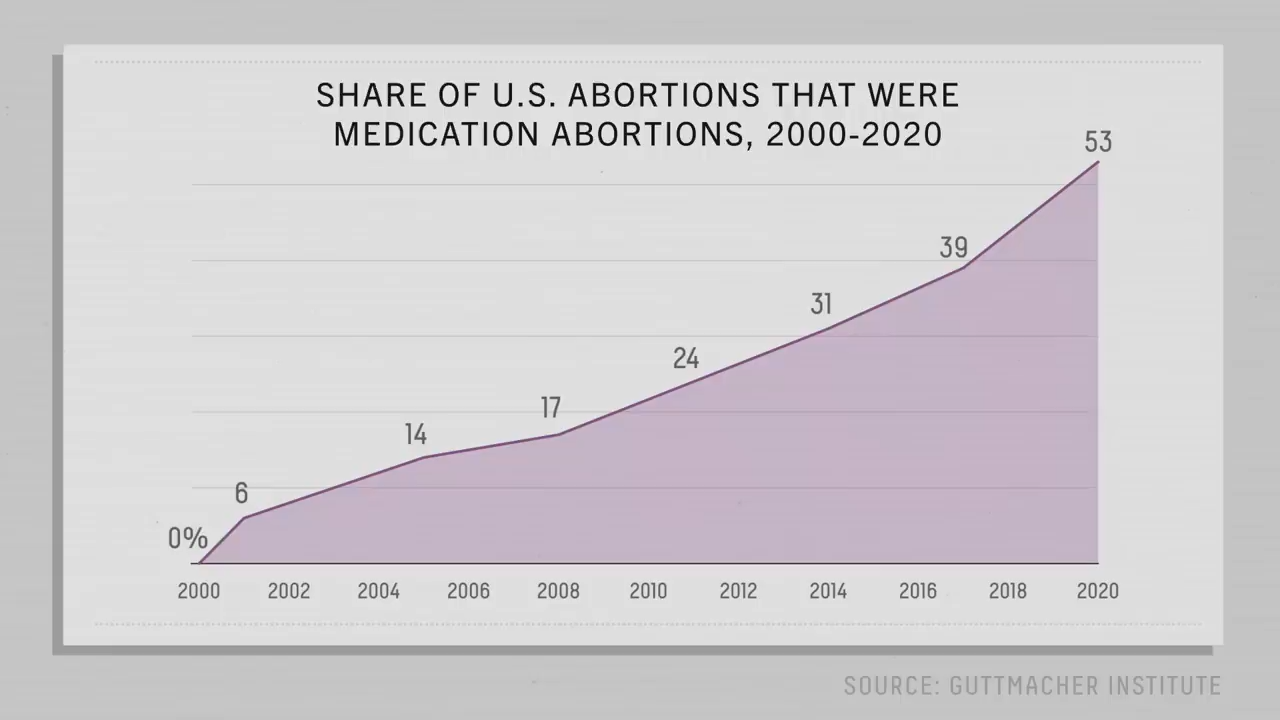 SHARE OF U.S. ABORTIONS THAT WERE
MEDICATION ABORTIONS, 2000-2020
53
39
31
24
17
14
6
0%
2000 2002 2004 2006 2008 2010 2012 2014 2016 2018 2020
SOURCE: GUTTMACHER INSTITUTE